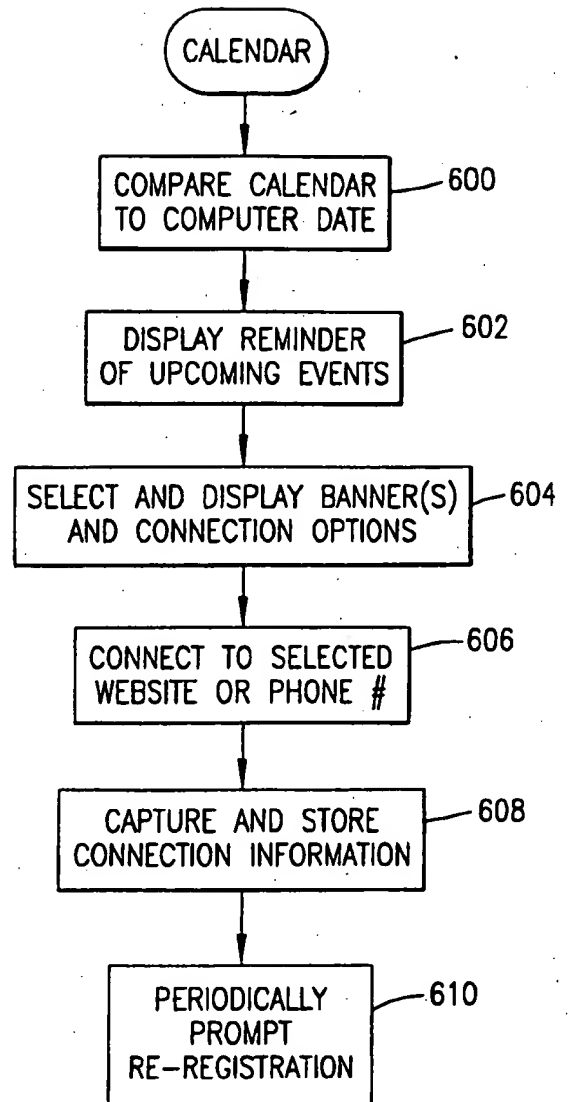 CALENDAR
COMPARE CALENDAR
TO COMPUTER DATE
600
DISPLAY REMINDER
OF UPCOMING EVENTS
602
SELECT AND DISPLAY BANNER(S)
AND CONNECTION OPTIONS
604
CONNECT TO SELECTED
WEBSITE OR PHONE #
606
CAPTURE AND STORE
CONNECTION INFORMATION
608
PERIODICALLY
PROMPT
RE-REGISTRATION
610